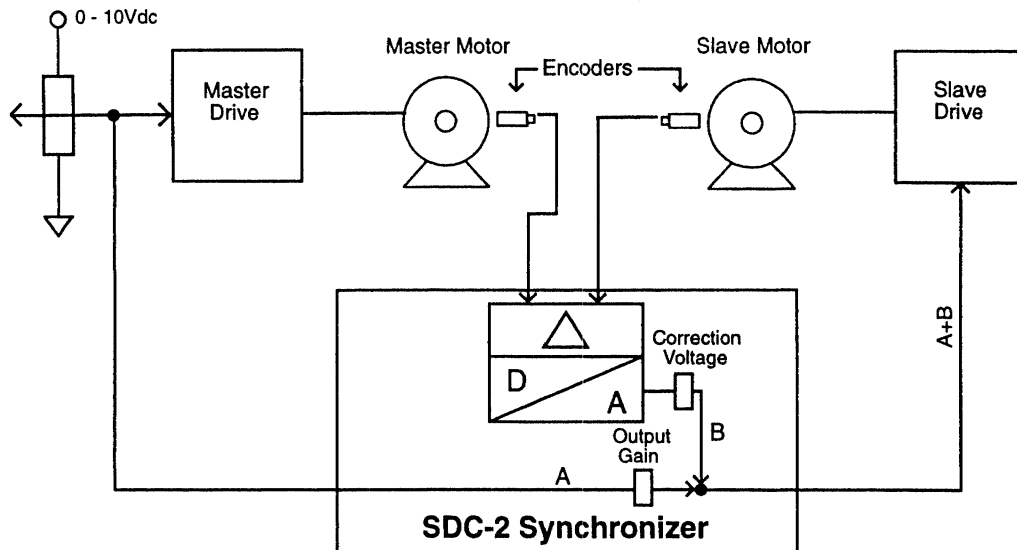 0 - 10Vdc
Master Motor
Slave Motor
Encoders
Master
Drive
Slave
Drive
A+B
Correction
Voltage
D
A
Output
Gain
B
A
SDC-2 Synchronizer